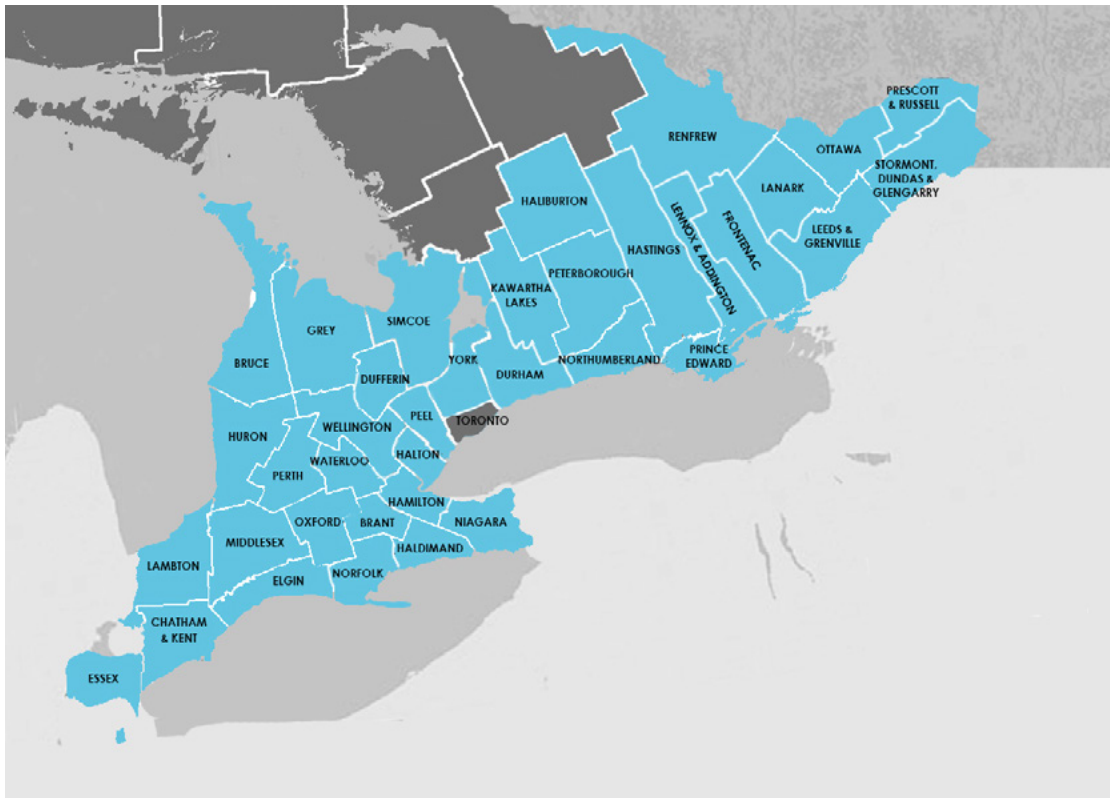 PRESCOTT
& RUSSELL
RENFREW
OTTAWA
STORMONT,
DUNDAS &
GLENGARRY
LANARK
HALIBURTON
LENNOX & ADDINGTON
FRONTENAC
LEEDS &
GRENVILLE
HASTINGS
PETERBOROUGH
KAWARTHA
LAKES
SIMCOE
GREY
BRUCE
YORK
PRINCE
EDWARD
NORTHUMBERLAND
DURHAM
DUFFERIN
PEEL
TORONTO
WELLINGTON
HURON
HALTON
WATERLOO
PERTH
HAMILTON
OXFORD
BRANT
NIAGARA
MIDDLESEX
HALDIMAND
LAMBTON
NORFOLK
ELGIN
CHATHAM
& KENT
ESSEX